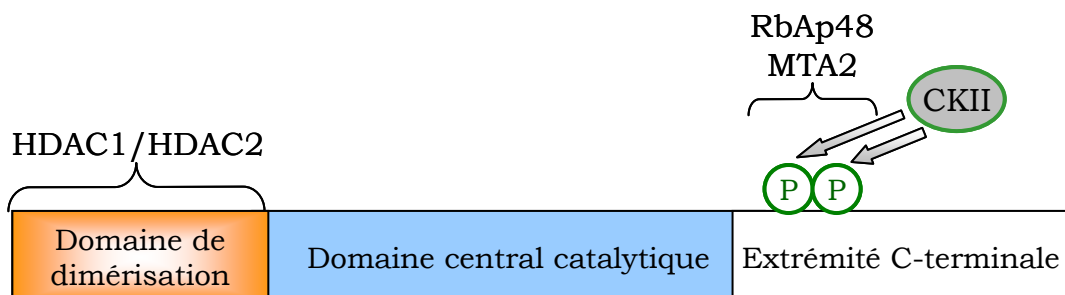 RbAp48
MTA2
CKII
HDAC1/HDAC2
P P
Domaine de
dimérisation
Domaine central catalytique
Extrémité C-terminale